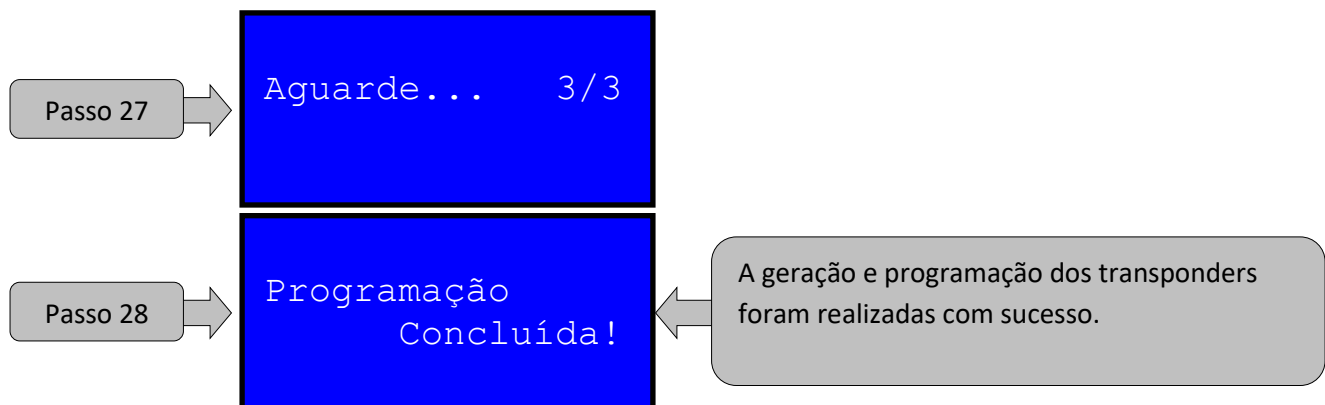 Passo 27
Aguarde... 3/3
Passo 28
Programação
Concluída!
A geração e programação dos transponders
foram realizadas com sucesso.